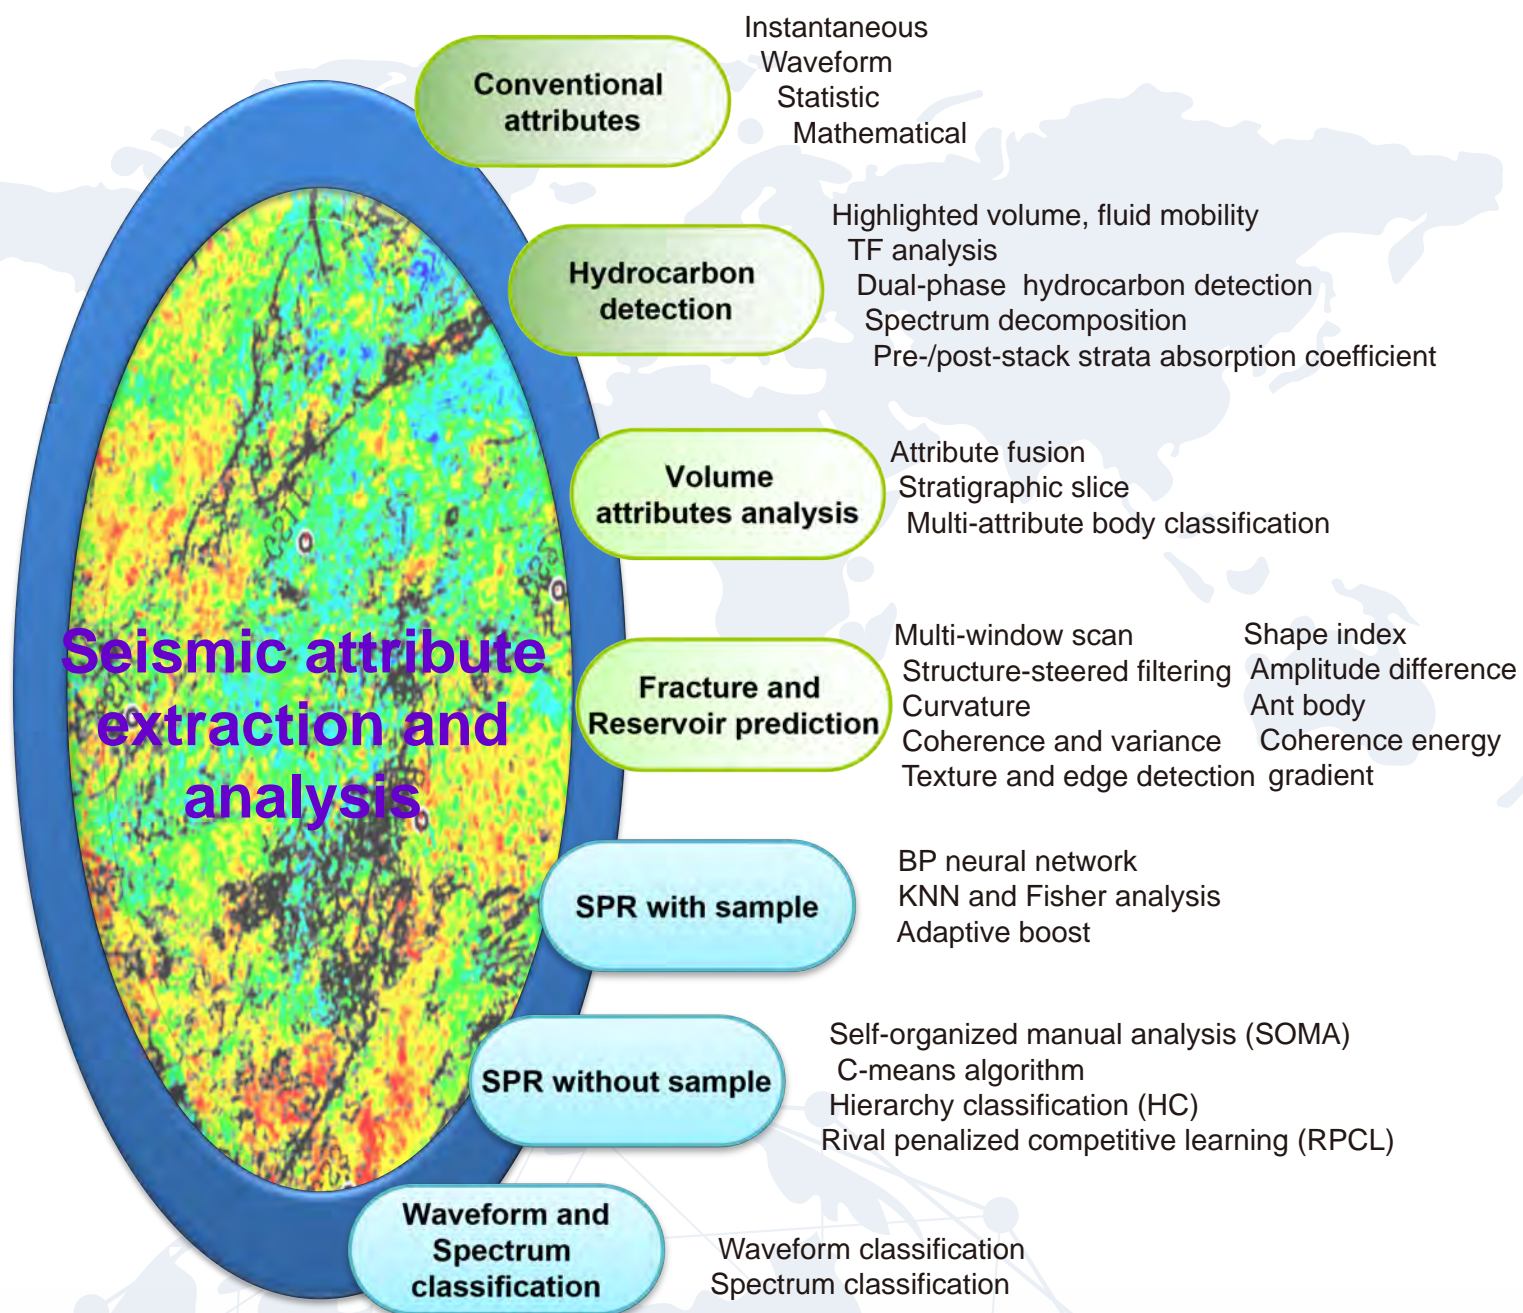 Seismic attribute
extraction and
analysis
Conventional
attributes
Instantaneous
Waveform
Statistic
Mathematical
Hydrocarbon
detection
Highlighted volume, fluid mobility
TF analysis
Dual-phase hydrocarbon detection
Spectrum decomposition
Pre-/post-stack strata absorption coefficient
Volume
attributes analysis
Attribute fusion
Stratigraphic slice
Multi-attribute body classification
Fracture and
Reservoir prediction
Multi-window scan
Structure-steered filtering
Curvature
Coherence and variance
Texture and edge detection
Shape index
Amplitude difference
Ant body
Coherence energy
gradient
SPR with sample
BP neural network
KNN and Fisher analysis
Adaptive boost
SPR without sample
Self-organized manual analysis (SOMA)
C-means algorithm
Hierarchy classification (HC)
Rival penalized competitive learning (RPCL)
Waveform and
Spectrum
classification
Waveform classification
Spectrum classification